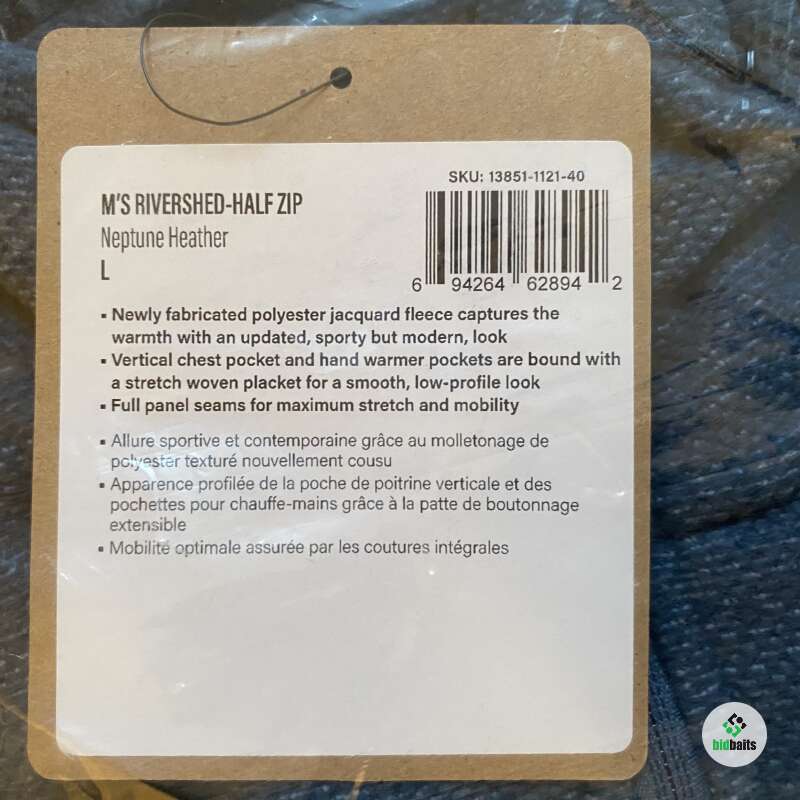 M'S RIVERSHED-HALF ZIP
Neptune Heather
L
SKU: 13851-1121-40
6 94264 62894 2
▪ Newly fabricated polyester jacquard fleece captures the
warmth with an updated, sporty but modern, look
▪ Vertical chest pocket and hand warmer pockets are bound with
a stretch woven placket for a smooth, low-profile look
▪ Full panel seams for maximum stretch and mobility
▪ Allure sportive et contemporaine grâce au molletonage de
polyester texturé nouvellement cousu
▪ Apparence profilée de la poche de poitrine verticale et des
pochettes pour chauffe-mains grâce à la patte de boutonnage
extensible
▪ Mobilité optimale assurée par les coutures intégrales
bidbaits